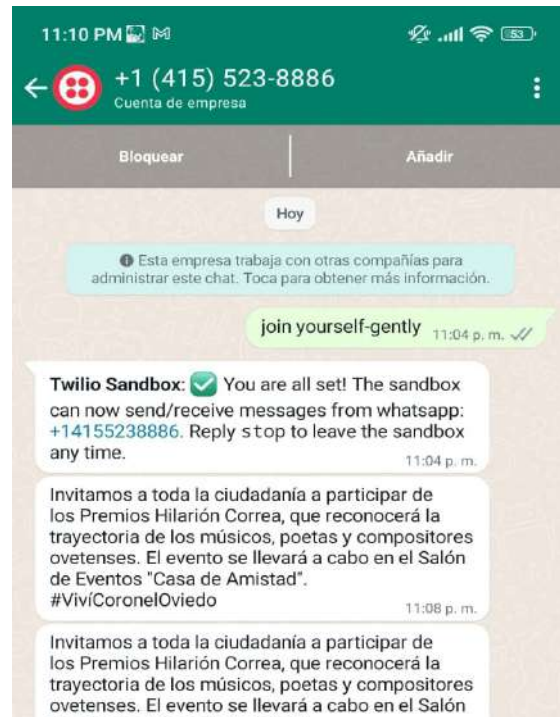 11:10 PM
53
+1 (415) 523-8886
Cuenta de empresa
Bloquear
Añadir
Hoy
Esta empresa trabaja con otras compañías para
administrar este chat. Toca para obtener más información.
join yourself-gently 11:04 p. m.
Twilio Sandbox: ✅ You are all set! The sandbox
can now send/receive messages from whatsapp:
+14155238886. Reply stop to leave the sandbox
any time.
11:04 p. m.
Invitamos a toda la ciudadanía a participar de
los Premios Hilarión Correa, que reconocerá la
trayectoria de los músicos, poetas y compositores
ovetenses. El evento se llevará a cabo en el Salón
de Eventos "Casa de Amistad".
#VivíCoronelOviedo
11:08 p. m.
Invitamos a toda la ciudadanía a participar de
los Premios Hilarión Correa, que reconocerá la
trayectoria de los músicos, poetas y compositores
ovetenses. El evento se llevará a cabo en el Salón